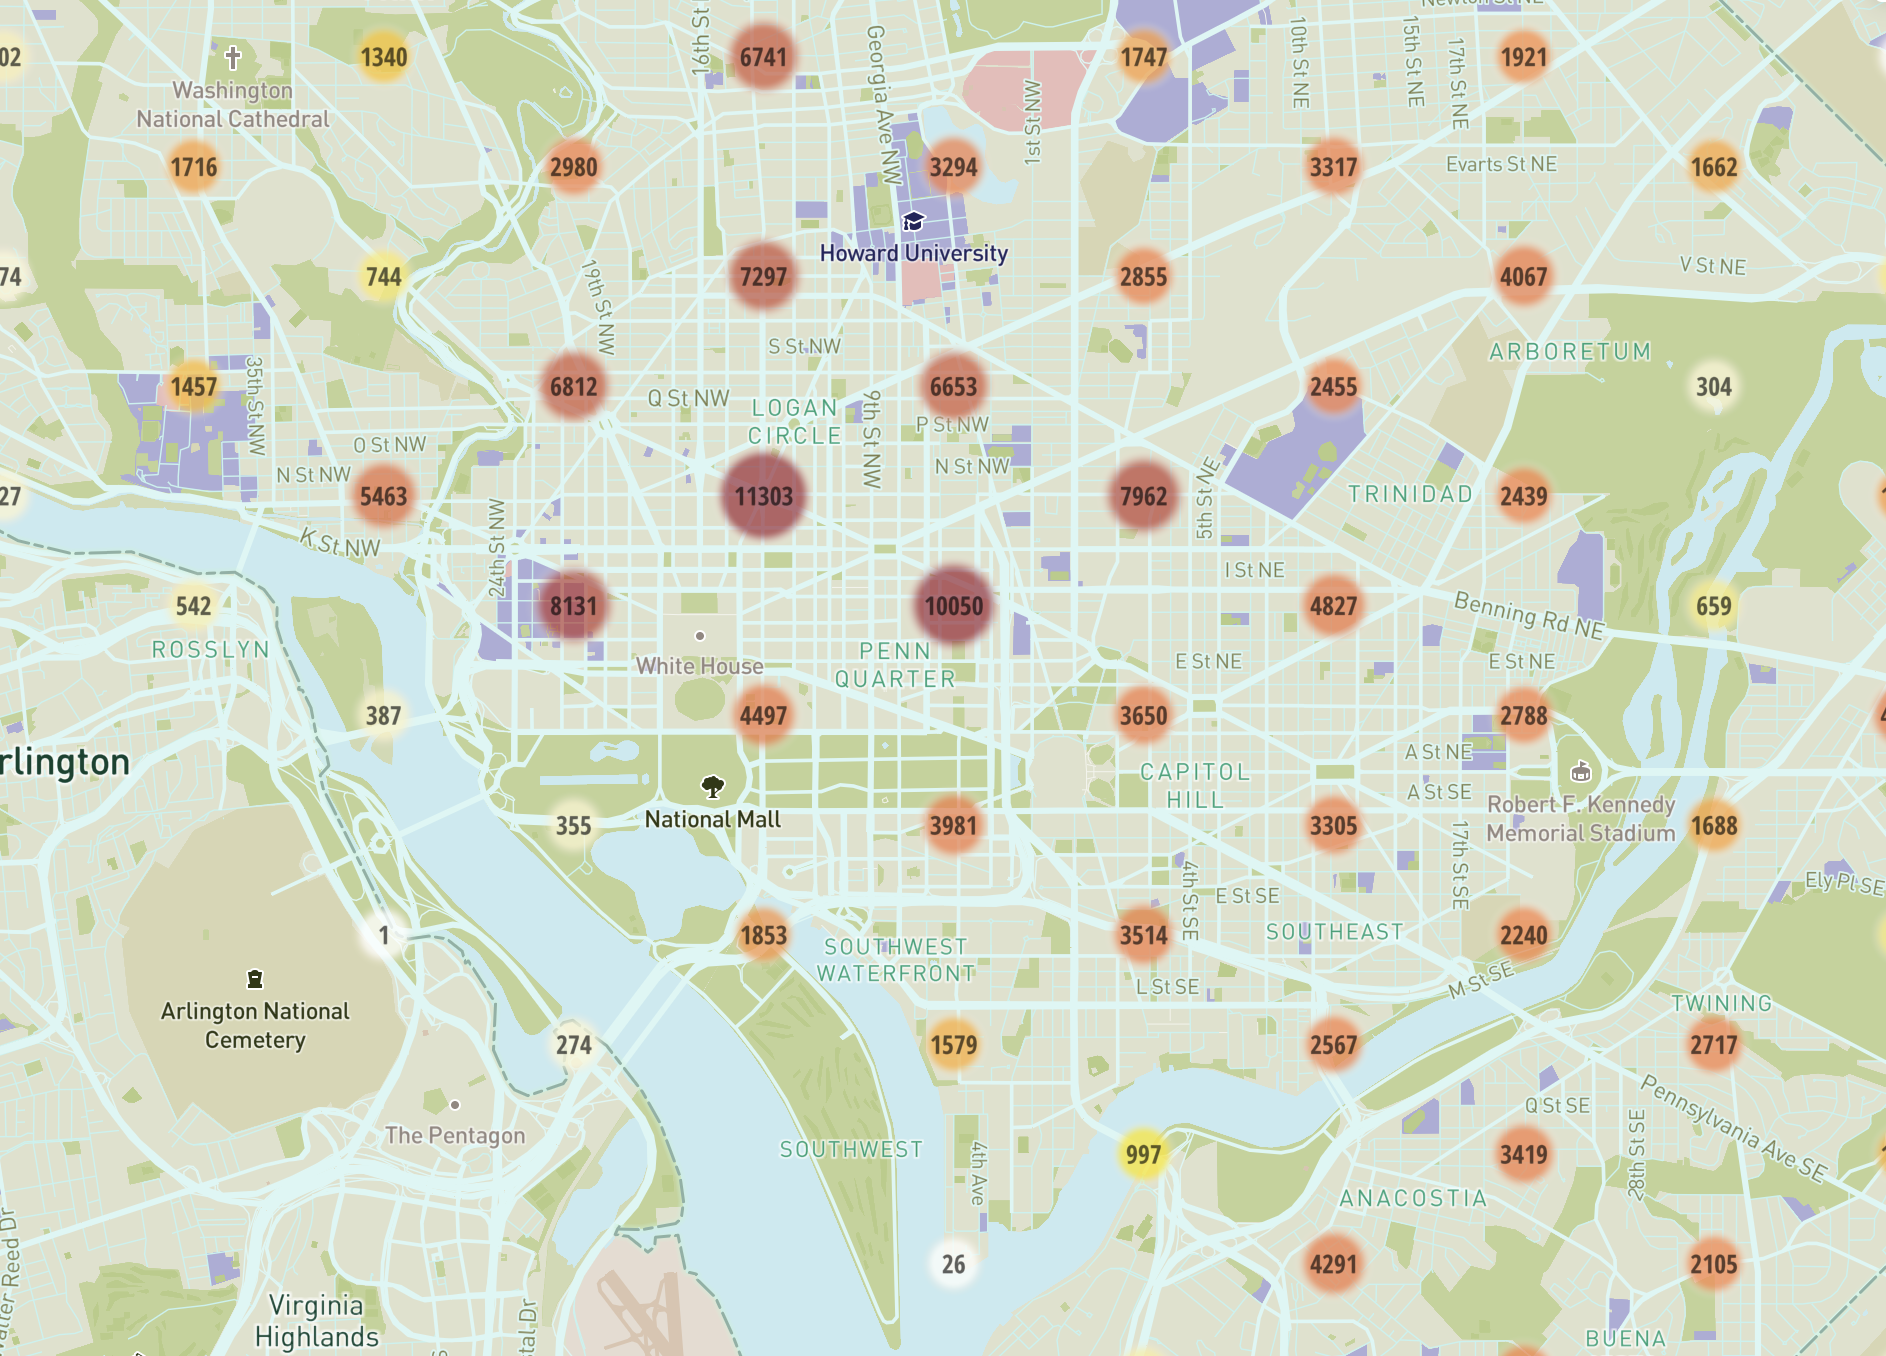 Newton St NE
02
1340
16th St
6741
Georgia Ave NW
1747
10th St NE
15th St NE
17th St NE
1921
Washington
National Cathedral
1st St NW
1716
2980
3294
3317
Evarts St NE
1662
Howard University
74
744
19th St NW
7297
2855
4067
V St NE
S St NW
ARBORETUM
1457
35th St NW
6812
Q St NW
LOGAN
CIRCLE
9th St NW
6653
P St NW
2455
304
O St NW
N St NW
N St NW
27
5463
11303
7962
5th St NE
TRINIDAD
2439
K St NW
24th St NW
I St NE
542
8131
10050
4827
Benning Rd NE
659
ROSSLYN
White House
PENN
QUARTER
E St NE
E St NE
387
4497
3650
2788
rlington
A St NE
CAPITOL
HILL
National Mall
A St SE
Robert F. Kennedy
Memorial Stadium
355
3981
3305
17th St SE
1688
4th St SE
E St SE
Ely Pl SE
1
1853
SOUTHWEST
WATERFRONT
3514
SOUTHEAST
2240
L St SE
M St SE
TWINING
Arlington National
Cemetery
274
1579
2567
2717
Q St SE
28th St SE
Pennsylvania Ave SE
The Pentagon
SOUTHWEST
4th Ave
997
3419
ANACOSTIA
26
4291
2105
Reed Dr
Virginia
Highlands
stal Dr
BUENA